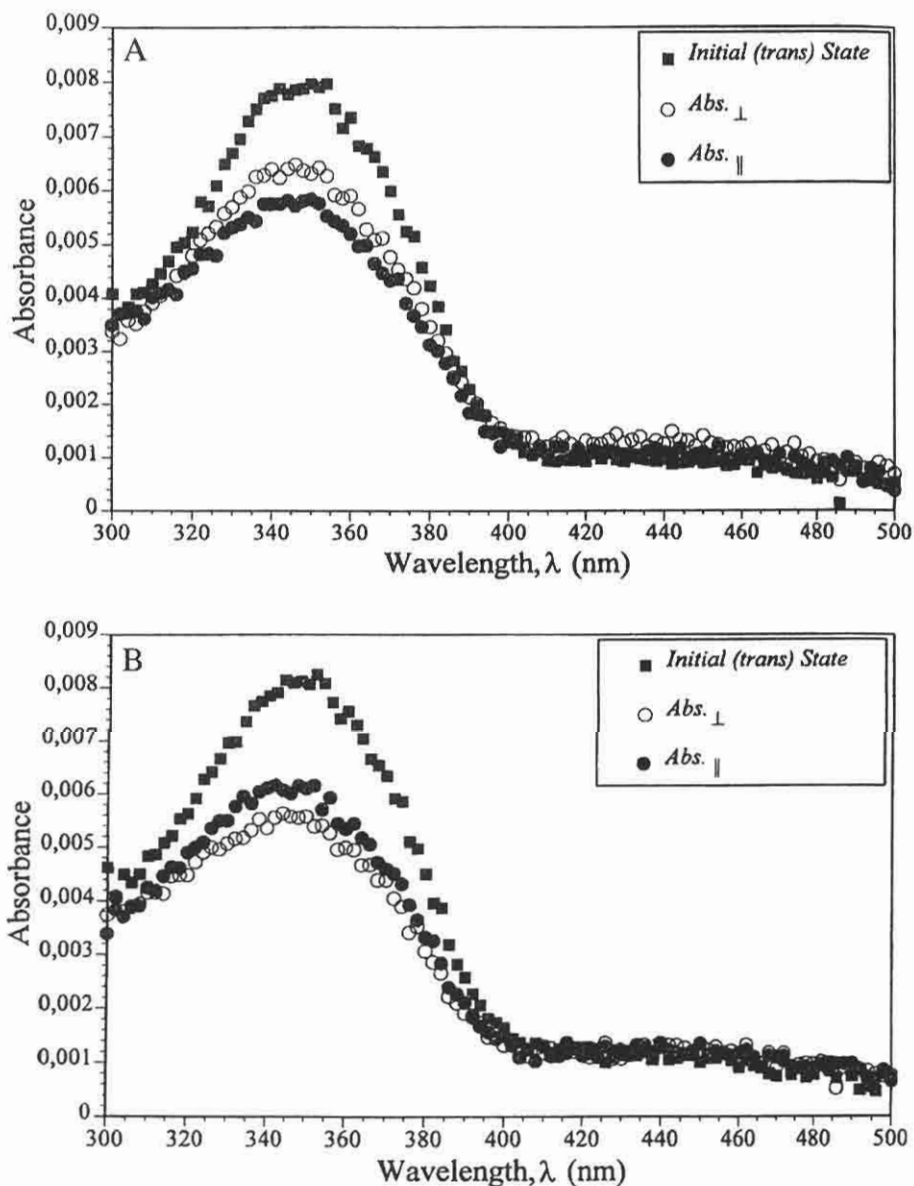 A
Initial (trans) State
Abs. ⊥
Abs. ∥
0,009
0,008
0,007
0,006
0,005
0,004
0,003
0,002
0,001
0
Absorbance
300 320 340 360 380 400 420 440 460 480 500
Wavelength, λ (nm)
B
Initial (trans) State
Abs. ⊥
Abs. ∥
0,009
0,008
0,007
0,006
0,005
0,004
0,003
0,002
0,001
0
Absorbance
300 320 340 360 380 400 420 440 460 480 500
Wavelength, λ (nm)